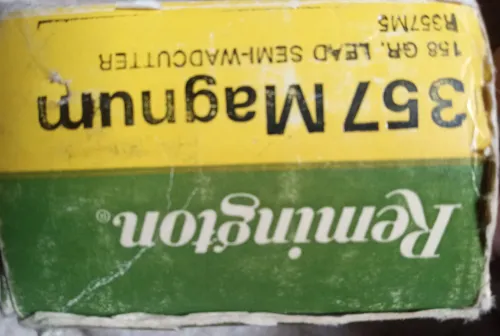 Remington®
357 Magnum
158 GR. LEAD SEMI-WADCUTTER
R357M5